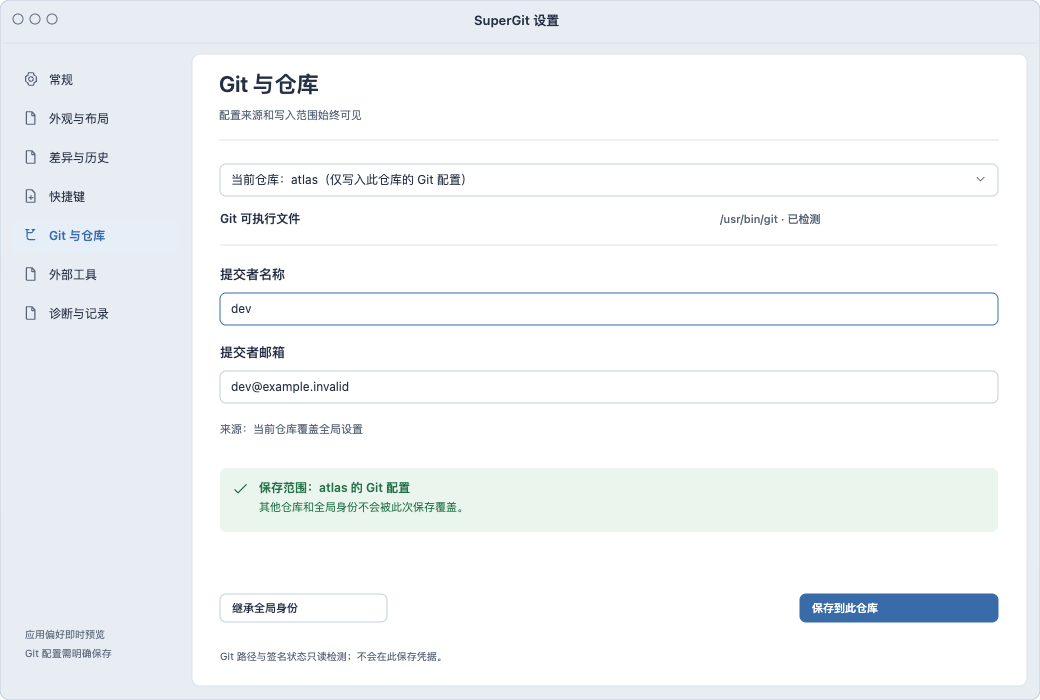 SuperGit 设置
常规
外观与布局
差异与历史
快捷键
Git 与仓库
外部工具
诊断与记录
应用偏好即时预览
Git 配置需明确保存
Git 与仓库
配置来源和写入范围始终可见
当前仓库：atlas（仅写入此仓库的 Git 配置）
Git 可执行文件
/usr/bin/git · 已检测
提交者名称
dev
提交者邮箱
dev@example.invalid
来源：当前仓库覆盖全局设置
保存范围：atlas 的 Git 配置
其他仓库和全局身份不会被此次保存覆盖。
继承全局身份
保存到此仓库
Git 路径与签名状态只读检测；不会在此保存凭据。